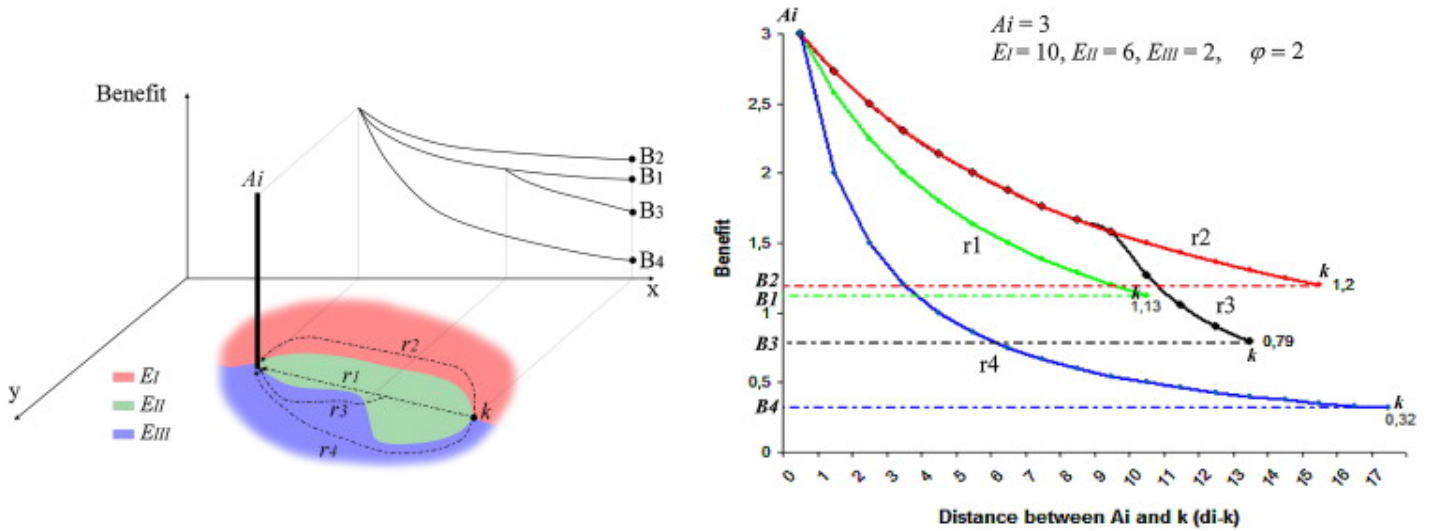 Benefit
Ai
B2
B1
B3
B4
x
y
r2
r1
r3
r4
k
EI
EII
EIII
Ai
Ai = 3
EI = 10, EII = 6, EIII = 2, φ = 2
3
2,5
2
1,5
1
0,5
0
Benefit
B2
B1
B3
B4
r1
r2
r3
r4
k
1,2
k
1,13
k
0,79
k
0,32
0 1 2 3 4 5 6 7 8 9 10 11 12 13 14 15 16 17
Distance between Ai and k (di-k)